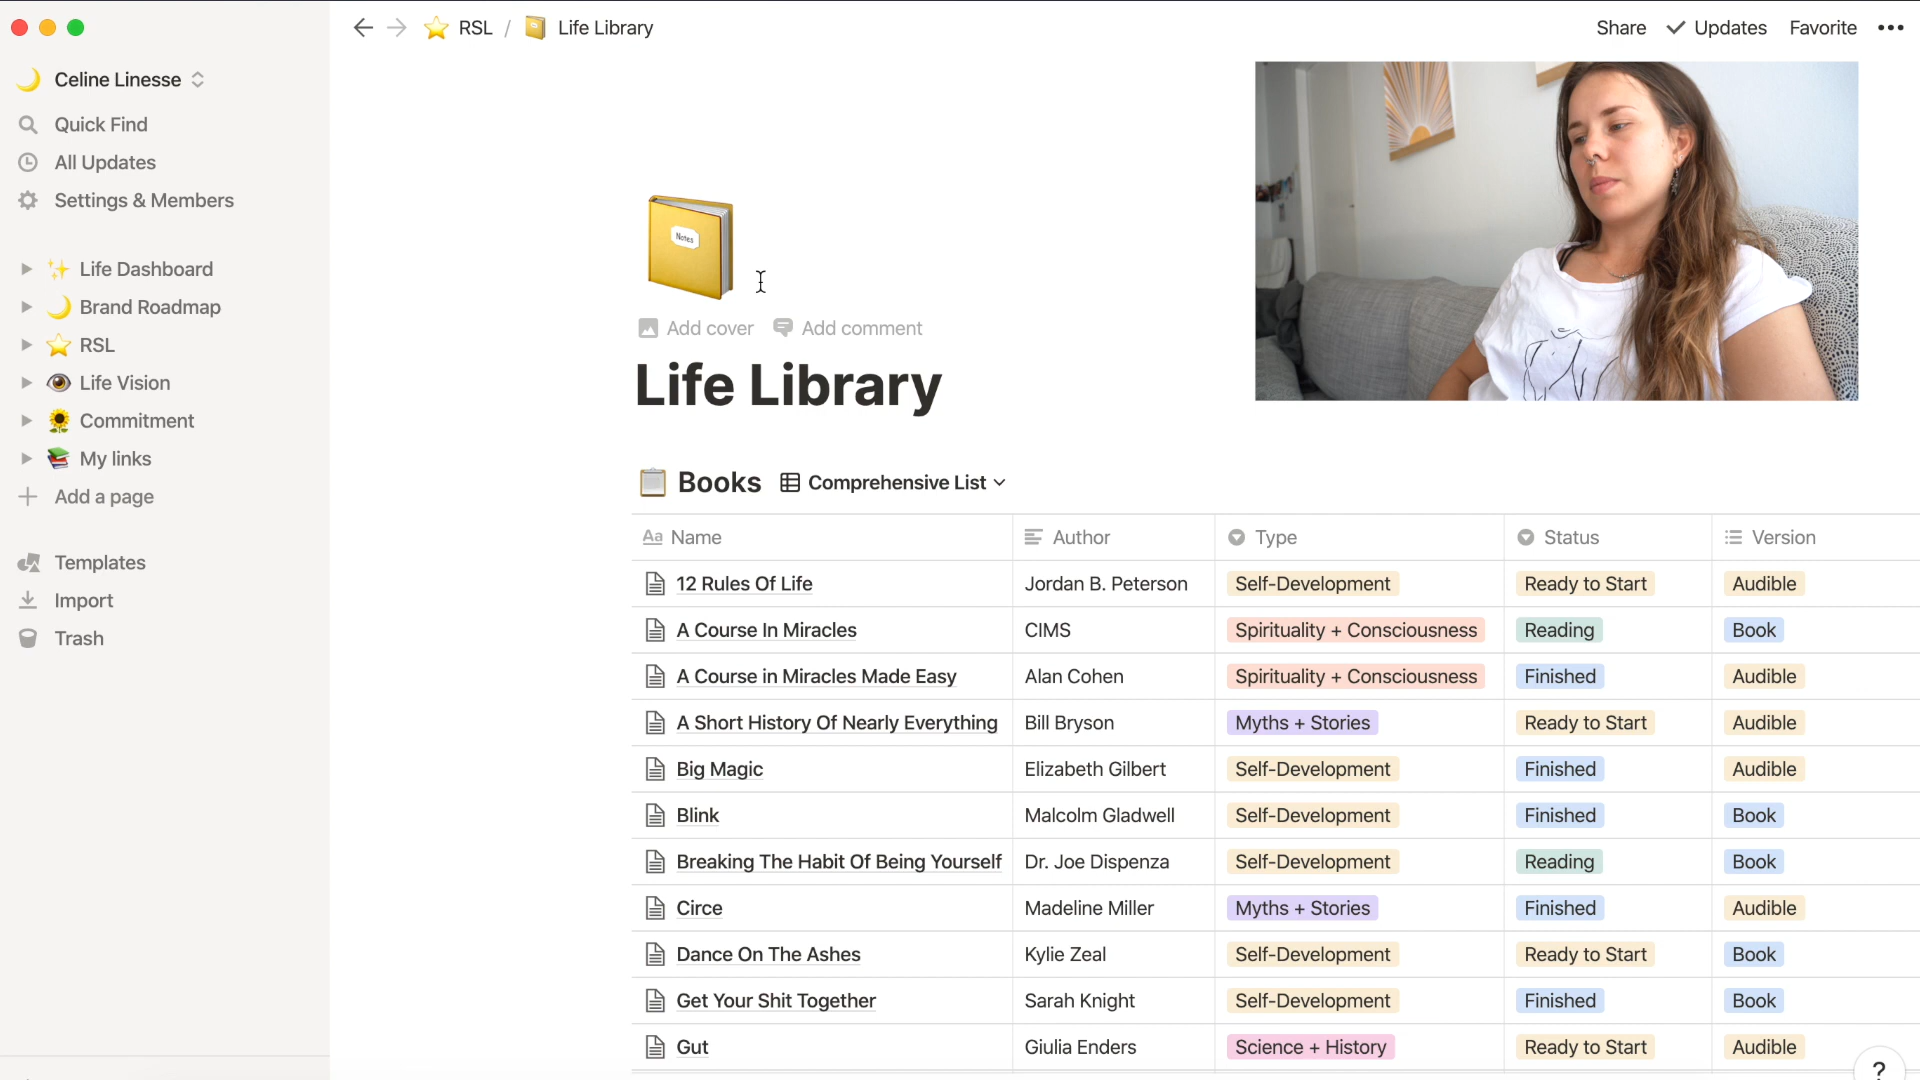 RSL / Life Library
Share Updates Favorite
Celine Linesse
Quick Find
All Updates
Settings & Members
Life Dashboard
Brand Roadmap
RSL
Life Vision
Commitment
My links
Add a page
Templates
Import
Trash
Notes
Add cover Add comment
Life Library
Books Comprehensive List
Aa Name Author Type Status Version
12 Rules Of Life Jordan B. Peterson Self-Development Ready to Start Audible
A Course In Miracles CIMS Spirituality + Consciousness Reading Book
A Course in Miracles Made Easy Alan Cohen Spirituality + Consciousness Finished Audible
A Short History Of Nearly Everything Bill Bryson Myths + Stories Ready to Start Audible
Big Magic Elizabeth Gilbert Self-Development Finished Audible
Blink Malcolm Gladwell Self-Development Finished Book
Breaking The Habit Of Being Yourself Dr. Joe Dispenza Self-Development Reading Book
Circe Madeline Miller Myths + Stories Finished Audible
Dance On The Ashes Kylie Zeal Self-Development Ready to Start Book
Get Your Shit Together Sarah Knight Self-Development Finished Book
Gut Giulia Enders Science + History Ready to Start Audible
?